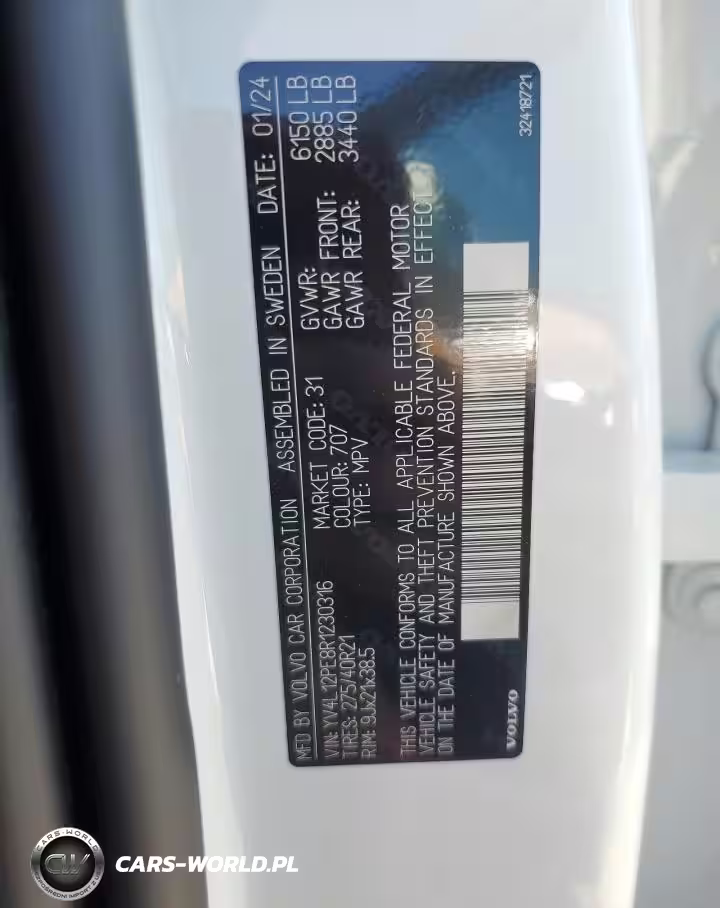 MFD BY VOLVO CAR CORPORATION ASSEMBLED IN SWEDEN DATE: 01/24
VIN: YV4L12PE8R1230316 MARKET CODE: 31 GVWR: 6150 LB
TIRES: 275/40R21 COLOUR: 707 GAWR FRONT: 2885 LB
RIM: 9Jx21x38.5 TYPE: MPV GAWR REAR: 3440 LB
THIS VEHICLE CONFORMS TO ALL APPLICABLE FEDERAL MOTOR
VEHICLE SAFETY AND THEFT PREVENTION STANDARDS IN EFFECT
ON THE DATE OF MANUFACTURE SHOWN ABOVE.
VOLVO 32418721
CARS-WORLD
CW
CARS-WORLD.PL